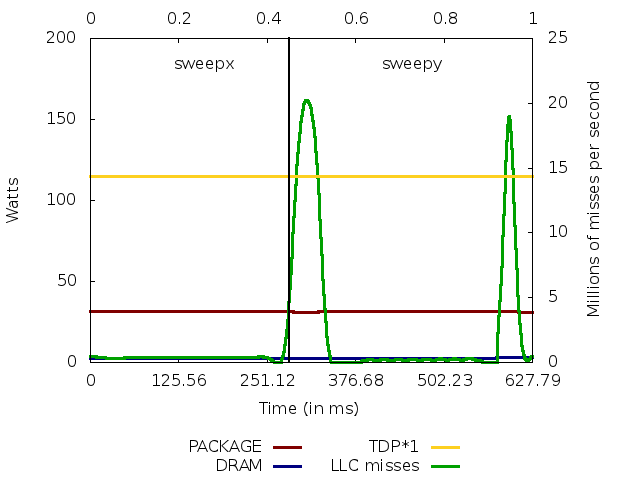 0 0.2 0.4 0.6 0.8 1
200 25
sweepx sweepy
20
150
15
100
10
50
5
0 0
Watts
Millions of misses per second
0 125.56 251.12 376.68 502.23 627.79
Time (in ms)
PACKAGE TDP*1
DRAM LLC misses